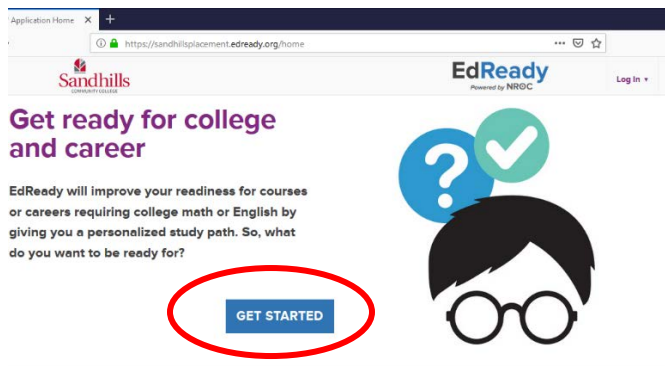 Application Home × +
https://sandhillsplacement.edready.org/home
Sandhills
COMMUNITY COLLEGE
EdReady
Powered by NROC
Log In
Get ready for college
and career
EdReady will improve your readiness for courses
or careers requiring college math or English by
giving you a personalized study path. So, what
do you want to be ready for?
?
GET STARTED